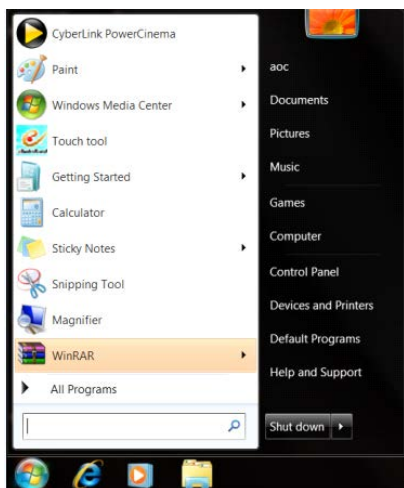 CyberLink PowerCinema
Paint
Windows Media Center
Touch tool
Getting Started
Calculator
Sticky Notes
Snipping Tool
Magnifier
WinRAR
All Programs
aoc
Documents
Pictures
Music
Games
Computer
Control Panel
Devices and Printers
Default Programs
Help and Support
Shut down